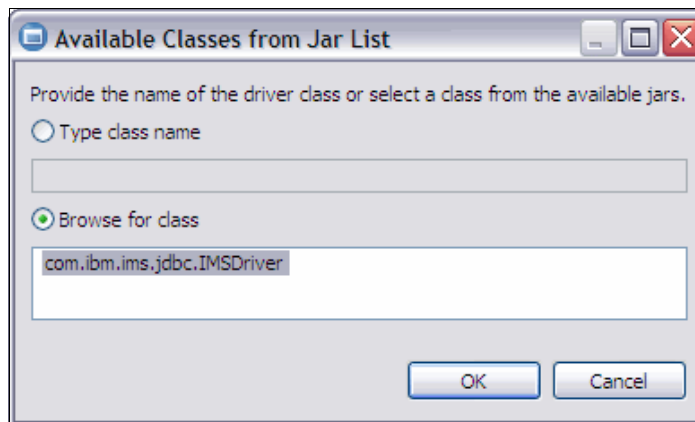 Available Classes from Jar List
Provide the name of the driver class or select a class from the available jars.
Type class name
Browse for class
com.ibm.ims.jdbc.IMSDriver
OK
Cancel